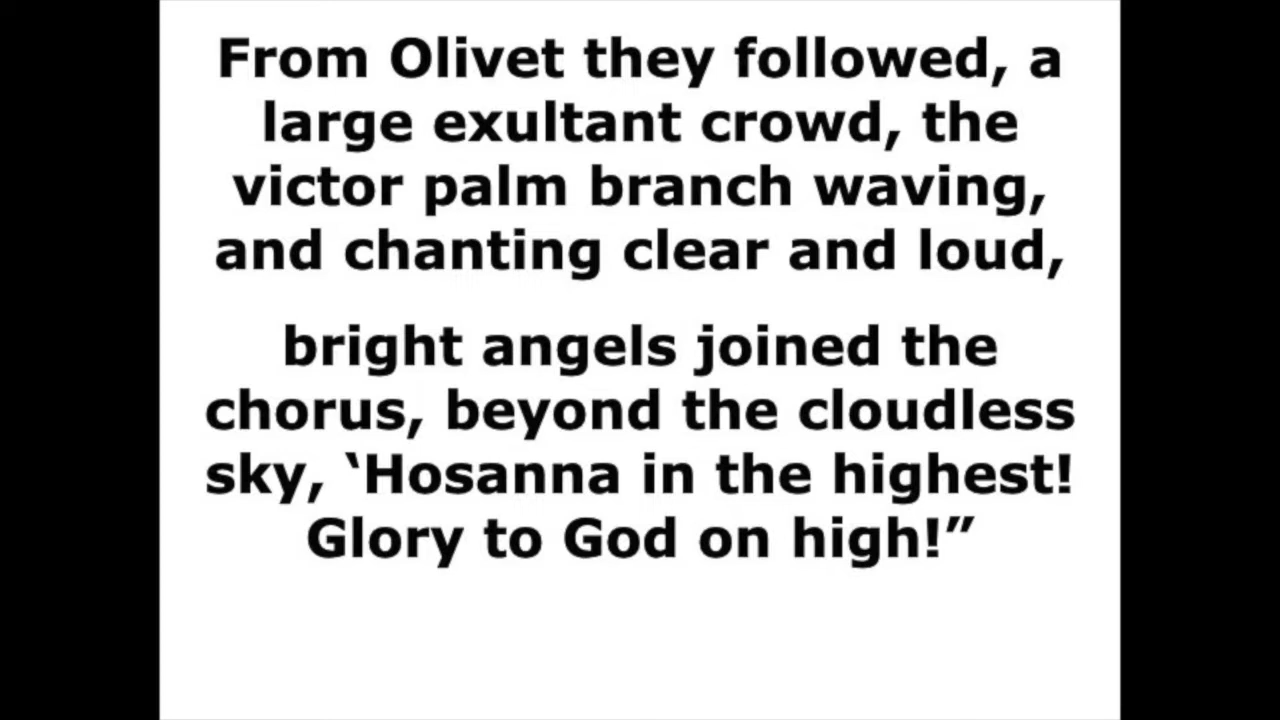 From Olivet they followed, a
large exultant crowd, the
victor palm branch waving,
and chanting clear and loud,
bright angels joined the
chorus, beyond the cloudless
sky, ‘Hosanna in the highest!
Glory to God on high!”